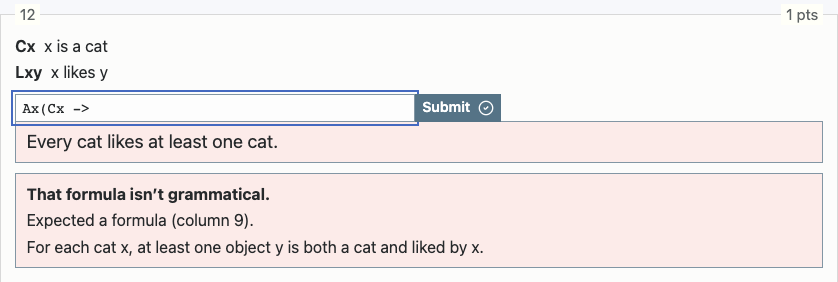 12
1 pts
Cx x is a cat
Lxy x likes y
Ax(Cx ->
Submit
Every cat likes at least one cat.
That formula isn’t grammatical.
Expected a formula (column 9).
For each cat x, at least one object y is both a cat and liked by x.